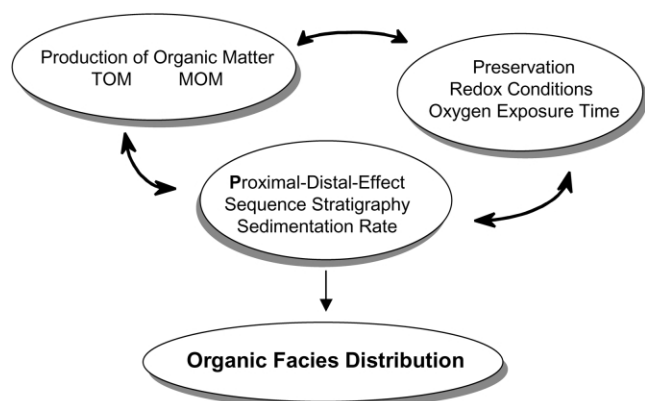 Production of Organic Matter
TOM MOM
Preservation
Redox Conditions
Oxygen Exposure Time
Proximal-Distal-Effect
Sequence Stratigraphy
Sedimentation Rate
Organic Facies Distribution